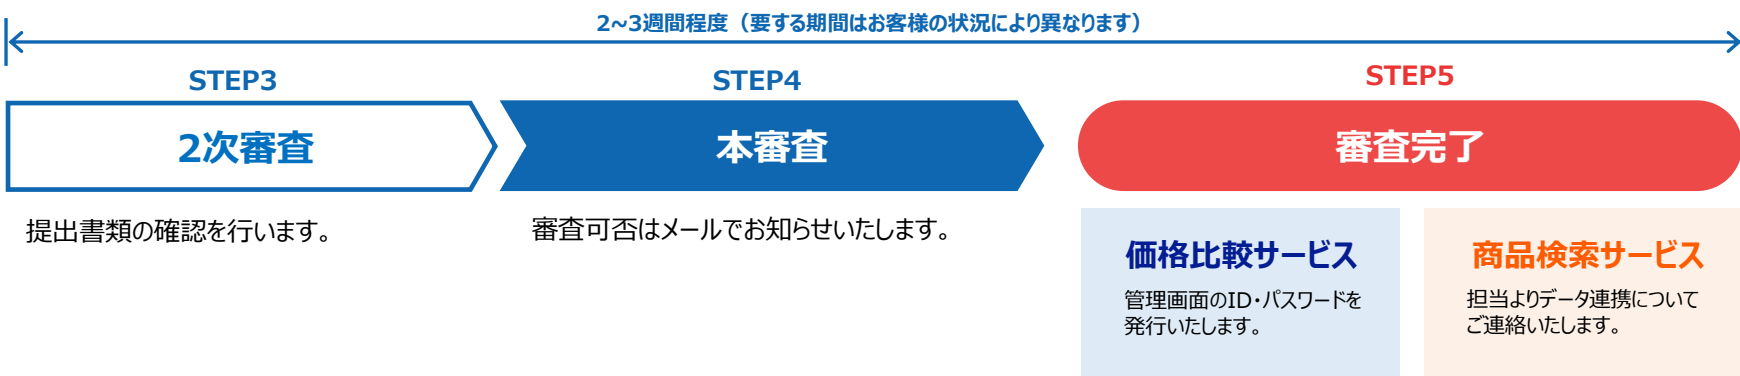 2~3週間程度（要する期間はお客様の状況により異なります）
STEP3
2次審査
提出書類の確認を行います。
STEP4
本審査
審査可否はメールでお知らせいたします。
STEP5
審査完了
価格比較サービス
管理画面のID・パスワードを
発行いたします。
商品検索サービス
担当よりデータ連携について
ご連絡いたします。